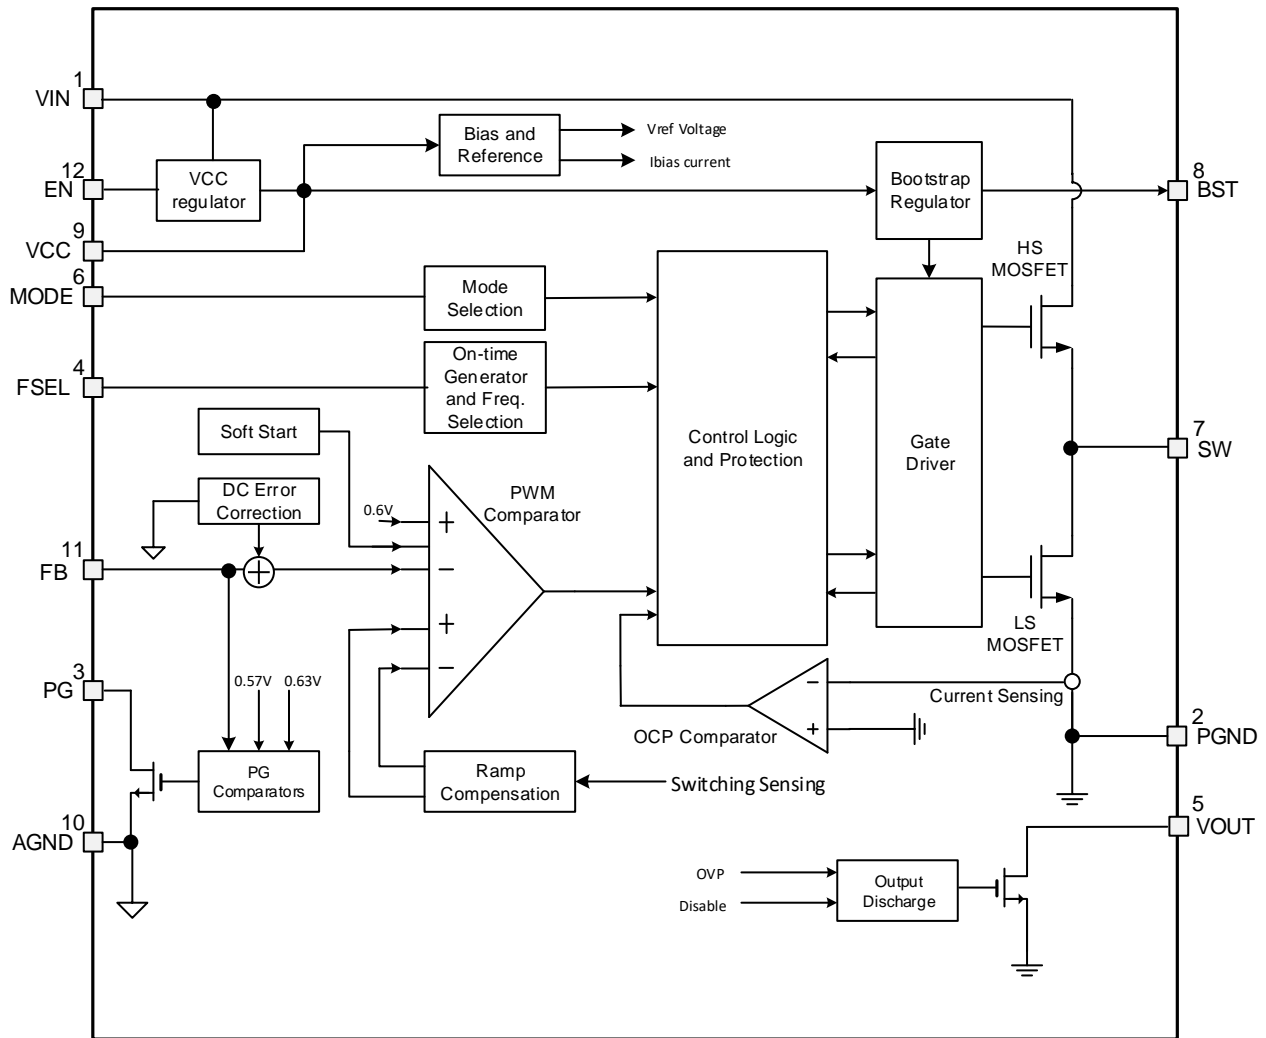 1
VIN
12
EN
9
VCC
6
MODE
4
FSEL
11
FB
3
PG
10
AGND
VCC
regulator
Bias and
Reference
Vref Voltage
Ibias current
Bootstrap
Regulator
8
BST
HS
MOSFET
Mode
Selection
On-time
Generator
and Freq.
Selection
Soft Start
DC Error
Correction
0.6V
PWM
Comparator
+
−
+
−
+
Control Logic
and Protection
Gate
Driver
7
SW
LS
MOSFET
0.57V
0.63V
PG
Comparators
Ramp
Compensation
Switching Sensing
−
+
OCP Comparator
Current Sensing
2
PGND
5
VOUT
OVP
Disable
Output
Discharge